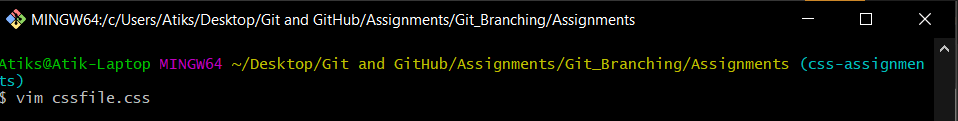 MINGW64:/c/Users/Atiks/Desktop/Git and GitHub/Assignments/Git_Branching/Assignments
Atiks@Atik-Laptop MINGW64 ~/Desktop/Git and GitHub/Assignments/Git_Branching/Assignments (css-assignmen
ts)
$ vim cssfile.css